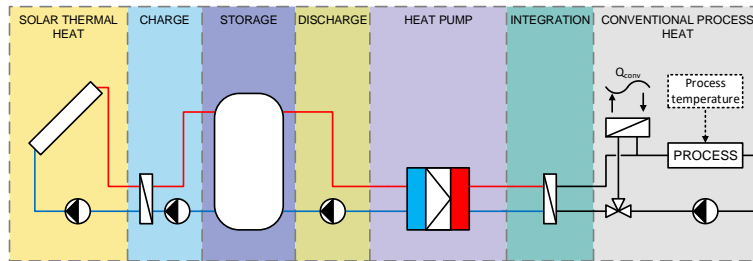 SOLAR THERMAL
HEAT
CHARGE
STORAGE
DISCHARGE
HEAT PUMP
INTEGRATION
CONVENTIONAL PROCESS
HEAT
Qconv
Process
temperature
PROCESS